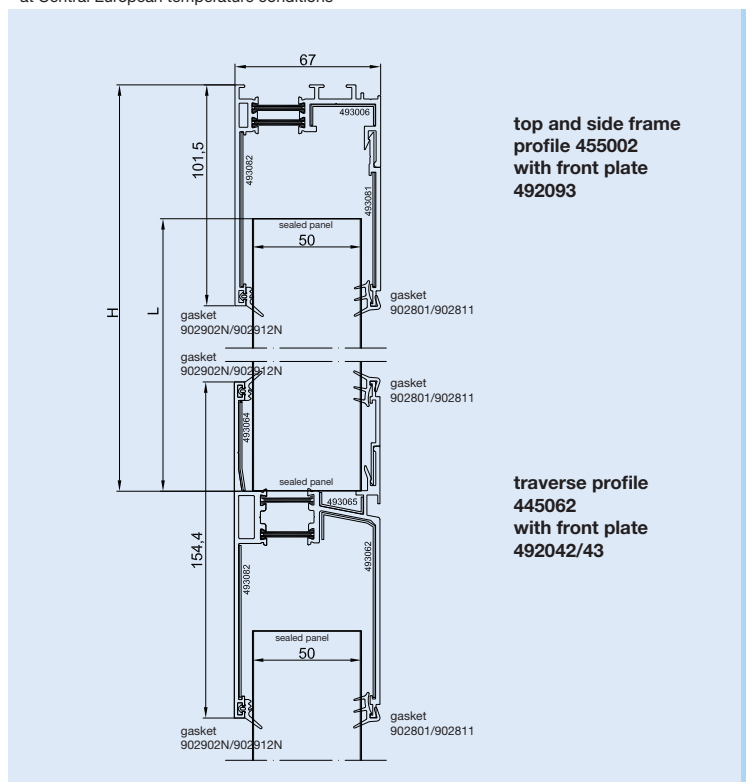 at Central European temperature conditions
67
493006
101,5
493082
493081
top and side frame
profile 455002
with front plate
492093
sealed panel
50
H
L
gasket
902801/902811
gasket
902902N/902912N
gasket
902902N/902912N
gasket
902801/902811
493064
154,4
sealed panel
493065
traverse profile
445062
with front plate
492042/43
493082
493062
sealed panel
50
gasket
902902N/902912N
gasket
902801/902811